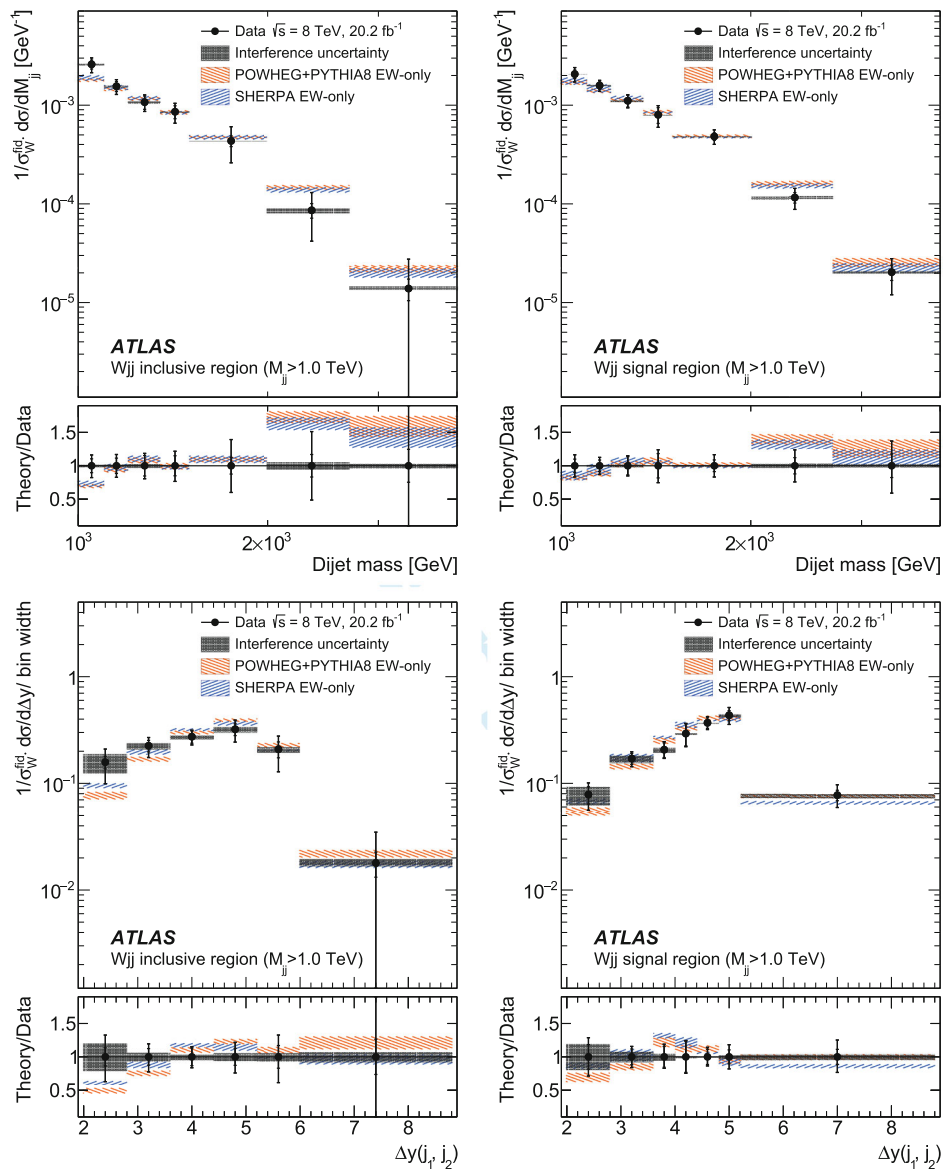 1/σ_W^fid· dσ/dM_jj [GeV⁻¹]
Data √s = 8 TeV, 20.2 fb⁻¹
Interference uncertainty
POWHEG+PYTHIA8 EW-only
SHERPA EW-only
10⁻³
10⁻⁴
10⁻⁵
ATLAS
Wjj inclusive region (M_jj>1.0 TeV)
Theory/Data
1.5
1
0.5
10³
2×10³
Dijet mass [GeV]
1/σ_W^fid· dσ/dM_jj [GeV⁻¹]
Data √s = 8 TeV, 20.2 fb⁻¹
Interference uncertainty
POWHEG+PYTHIA8 EW-only
SHERPA EW-only
10⁻³
10⁻⁴
10⁻⁵
ATLAS
Wjj signal region (M_jj>1.0 TeV)
Theory/Data
1.5
1
0.5
10³
2×10³
Dijet mass [GeV]
1/σ_W^fid· dσ/dΔy/ bin width
Data √s = 8 TeV, 20.2 fb⁻¹
Interference uncertainty
POWHEG+PYTHIA8 EW-only
SHERPA EW-only
1
10⁻¹
10⁻²
ATLAS
Wjj inclusive region (M_jj>1.0 TeV)
Theory/Data
1.5
1
0.5
2 3 4 5 6 7 8
Δy(j₁, j₂)
1/σ_W^fid· dσ/dΔy/ bin width
Data √s = 8 TeV, 20.2 fb⁻¹
Interference uncertainty
POWHEG+PYTHIA8 EW-only
SHERPA EW-only
1
10⁻¹
10⁻²
ATLAS
Wjj signal region (M_jj>1.0 TeV)
Theory/Data
1.5
1
0.5
2 3 4 5 6 7 8
Δy(j₁, j₂)